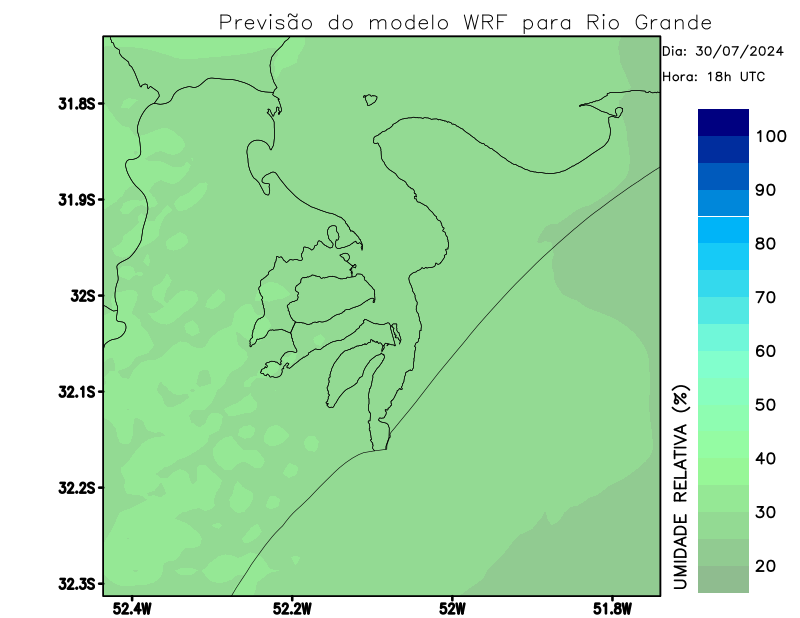 Previsão do modelo WRF para Rio Grande
Dia: 30/07/2024
Hora: 18h UTC
31.8S
31.9S
32S
32.1S
32.2S
32.3S
52.4W
52.2W
52W
51.8W
100
90
80
70
60
50
40
30
20
UMIDADE RELATIVA (%)